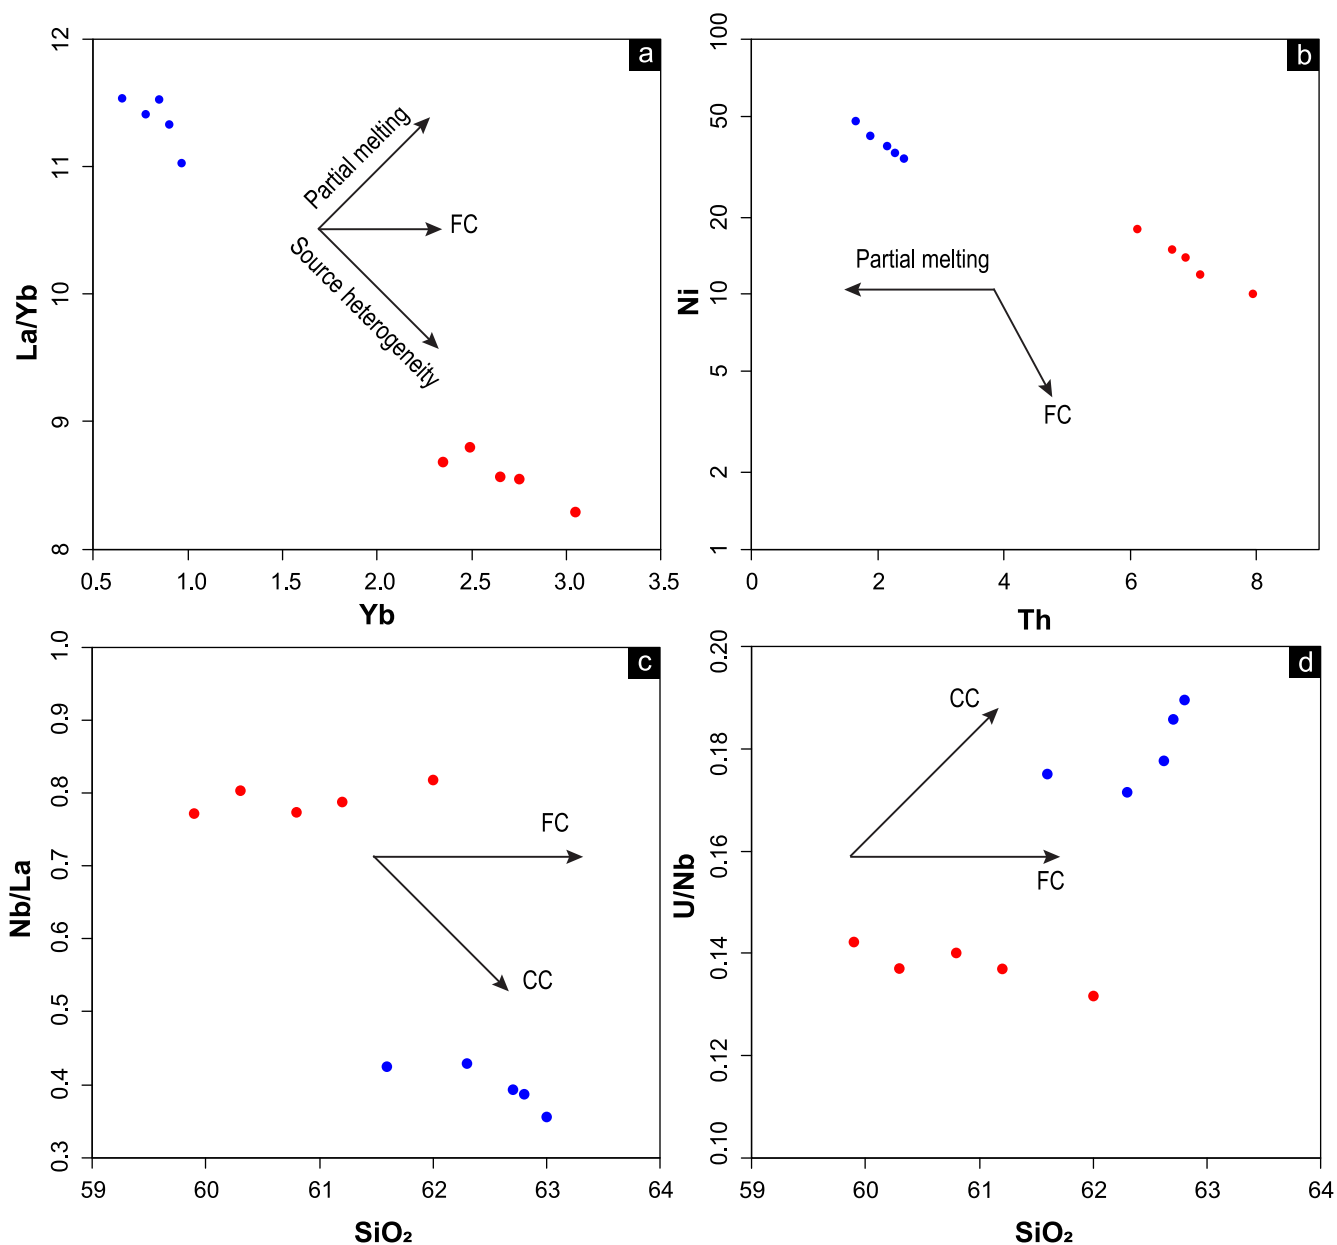 a
12
11
10
9
8
La/Yb
Partial melting
FC
Source heterogeneity
0.5
1.0
1.5
2.0
2.5
3.0
3.5
Yb
b
100
50
20
10
5
2
1
Ni
Partial melting
FC
0
2
4
6
8
Th
c
1.0
0.9
0.8
0.7
0.6
0.5
0.4
0.3
Nb/La
FC
CC
59
60
61
62
63
64
SiO₂
d
0.20
0.18
0.16
0.14
0.12
0.10
U/Nb
CC
FC
59
60
61
62
63
64
SiO₂